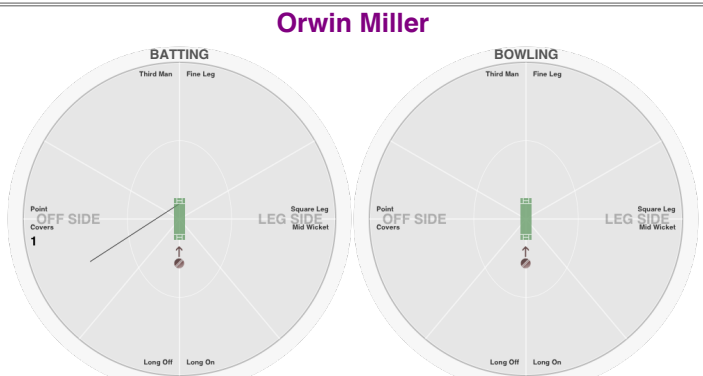 Orwin Miller
BATTING
Third Man Fine Leg
Point
OFF SIDE
Covers
1
Square Leg
LEG SIDE
Mid Wicket
Long Off Long On
BOWLING
Third Man Fine Leg
Point
OFF SIDE
Covers
Square Leg
LEG SIDE
Mid Wicket
Long Off Long On